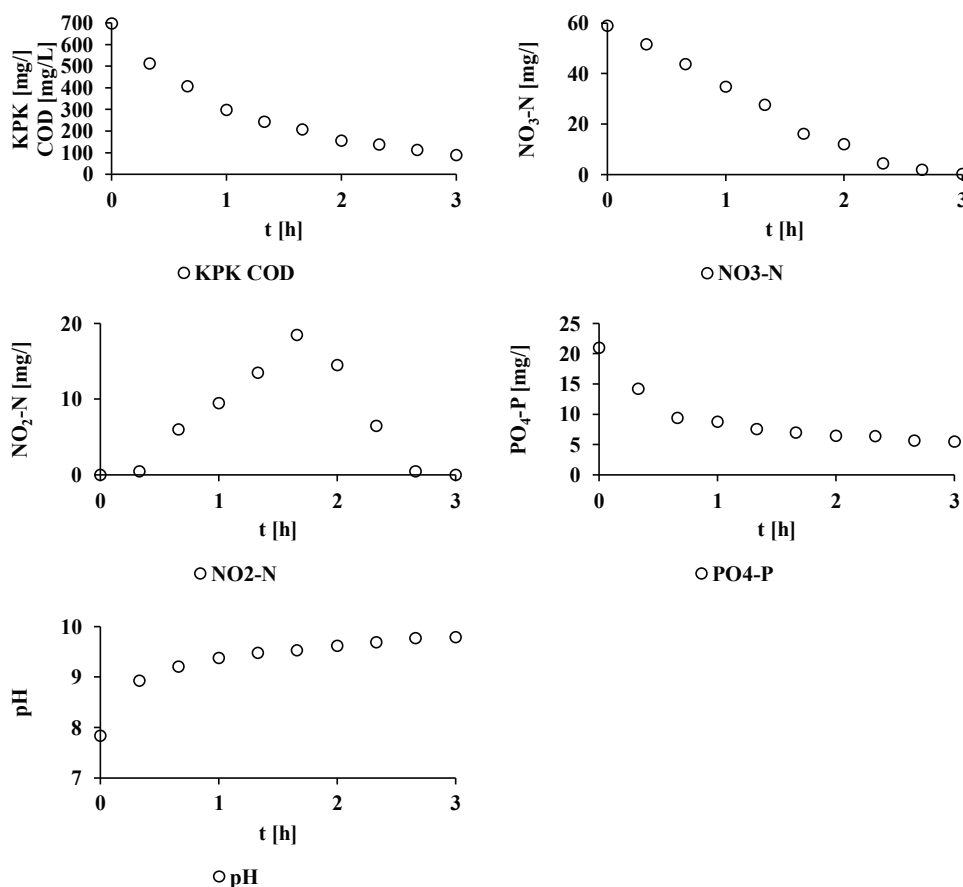 KPK [mg/]
COD [mg/L]
700
600
500
400
300
200
100
0
0 1 2 3
t [h]
KPK COD
NO₃-N [mg/]
60
40
20
0
0 1 2 3
t [h]
NO3-N
NO₂-N [mg/]
20
10
0
0 1 2 3
t [h]
NO2-N
PO₄-P [mg/]
25
20
15
10
5
0
0 1 2 3
t [h]
PO4-P
pH
10
9
8
7
0 1 2 3
t [h]
pH